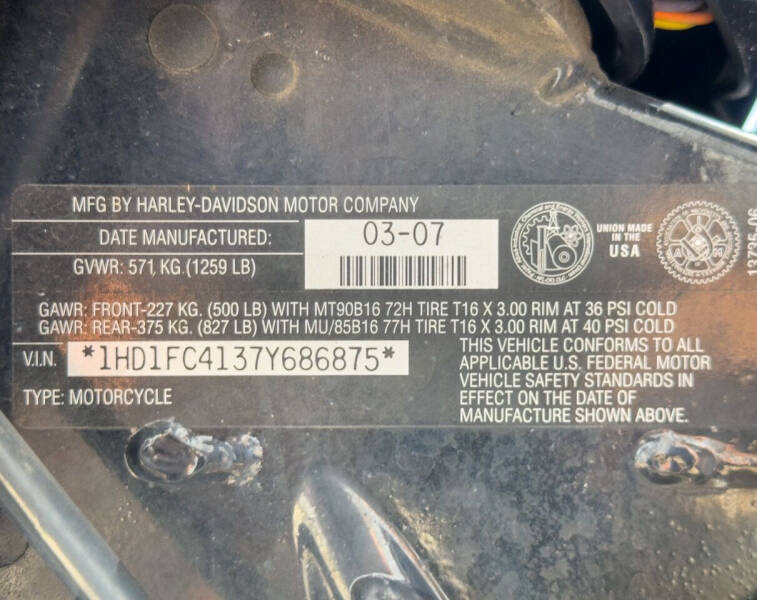 MFG BY HARLEY-DAVIDSON MOTOR COMPANY
DATE MANUFACTURED: 03-07
GVWR: 571 KG.(1259 LB)
UNION MADE
IN THE
USA
13735-06
GAWR: FRONT-227 KG. (500 LB) WITH MT90B16 72H TIRE T16 X 3.00 RIM AT 36 PSI COLD
GAWR: REAR-375 KG. (827 LB) WITH MU/85B16 77H TIRE T16 X 3.00 RIM AT 40 PSI COLD
V.I.N. *1HD1FC4137Y686875*
TYPE: MOTORCYCLE
THIS VEHICLE CONFORMS TO ALL
APPLICABLE U.S. FEDERAL MOTOR
VEHICLE SAFETY STANDARDS IN
EFFECT ON THE DATE OF
MANUFACTURE SHOWN ABOVE.